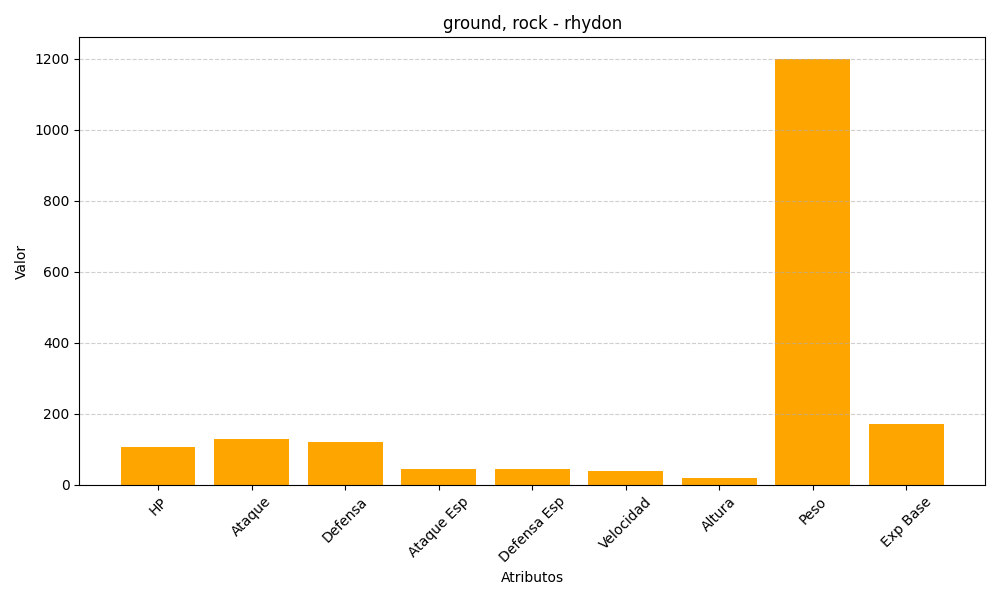 ground, rock - rhydon
Valor
1200
1000
800
600
400
200
0
HP
Ataque
Defensa
Ataque Esp
Defensa Esp
Velocidad
Altura
Peso
Exp Base
Atributos